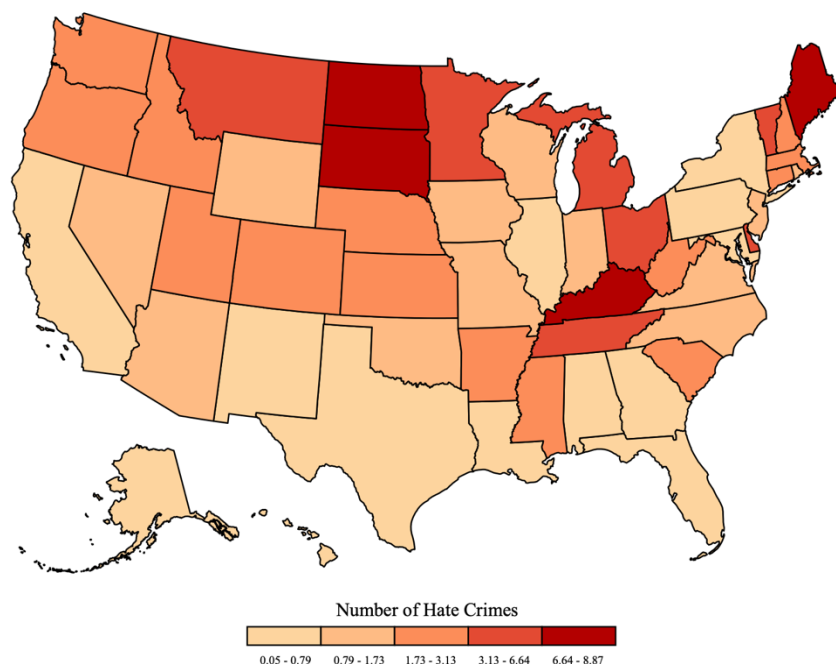 Number of Hate Crimes
0.05 - 0.79 0.79 - 1.73 1.73 - 3.13 3.13 - 6.64 6.64 - 8.87